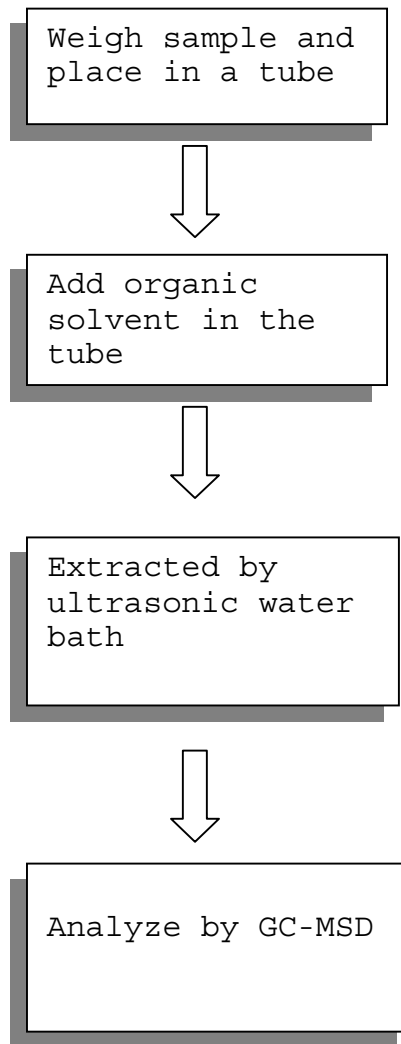 Weigh sample and
place in a tube
Add organic
solvent in the
tube
Extracted by
ultrasonic water
bath
Analyze by GC-MSD